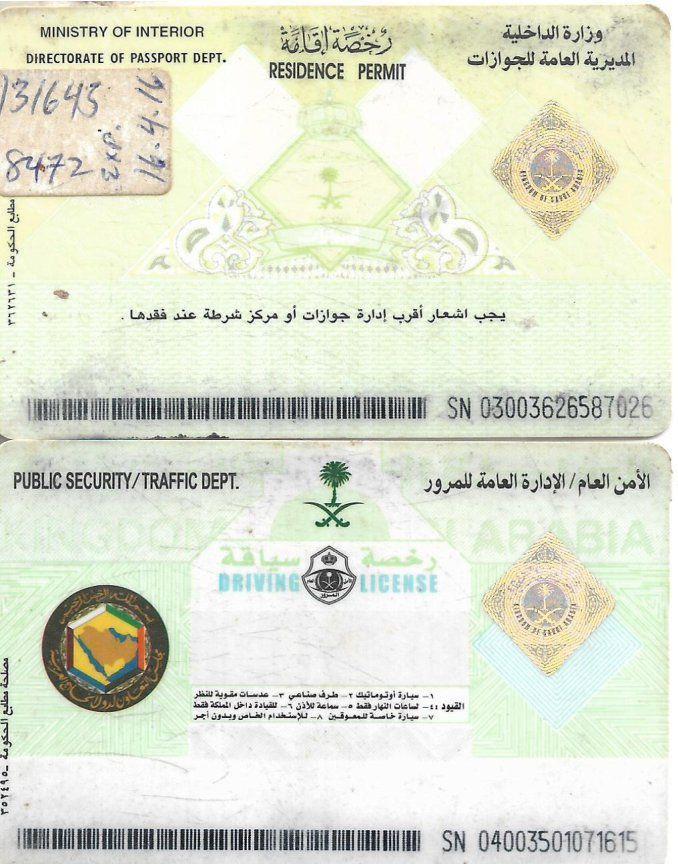 MINISTRY OF INTERIOR
DIRECTORATE OF PASSPORT DEPT.
رخصة إقامة
RESIDENCE PERMIT
وزارة الداخلية
المديرية العامة للجوازات
131643
8472
exp.
16-4-16
KINGDOM OF SAUDI ARABIA
مطابع الحكومة - ٣٦٢٦٣١
يجب اشعار أقرب إدارة جوازات أو مركز شرطة عند فقدها .
SN 03003626587026
PUBLIC SECURITY/TRAFFIC DEPT.
الأمن العام/ الإدارة العامة للمرور
KINGDOM ARABIA
رخصة سياقة
DRIVING LICENSE
المرور
KINGDOM OF SAUDI ARABIA
١- سيارة أوتوماتيك ٢- طرف صناعي ٣- عدسات مقوية للنظر
القيود ٤- لساعات النهار فقط ٥- سماعة للأذن ٦- للقيادة داخل المملكة فقط
٧- سيارة خاصة للمعوقين ٨- للإستخدام الخاص وبدون أجر
مصلحة مطابع الحكومة - ٣٥٢٤٩٥
SN 04003501071615